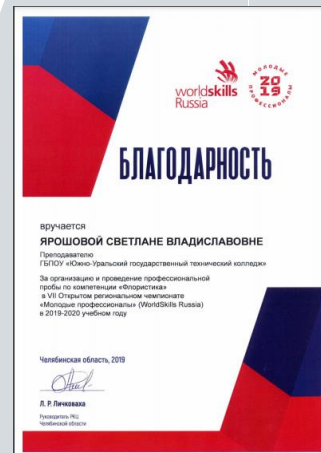 worldskills
Russia
МОЛОДЫЕ
ПРОФЕССИОНАЛЫ
2019
БЛАГОДАРНОСТЬ
вручается
ЯРОШОВОЙ СВЕТЛАНЕ ВЛАДИСЛАВОВНЕ
Преподавателю
ГБПОУ «Южно-Уральский государственный технический колледж»
За организацию и проведение профессиональной
пробы по компетенции «Флористика»
в VII Открытом региональном чемпионате
«Молодые профессионалы» (WorldSkills Russia)
в 2019-2020 учебном году
Челябинская область, 2019
Л. Р. Пичковаха
Руководитель РКЦ
Челябинской области